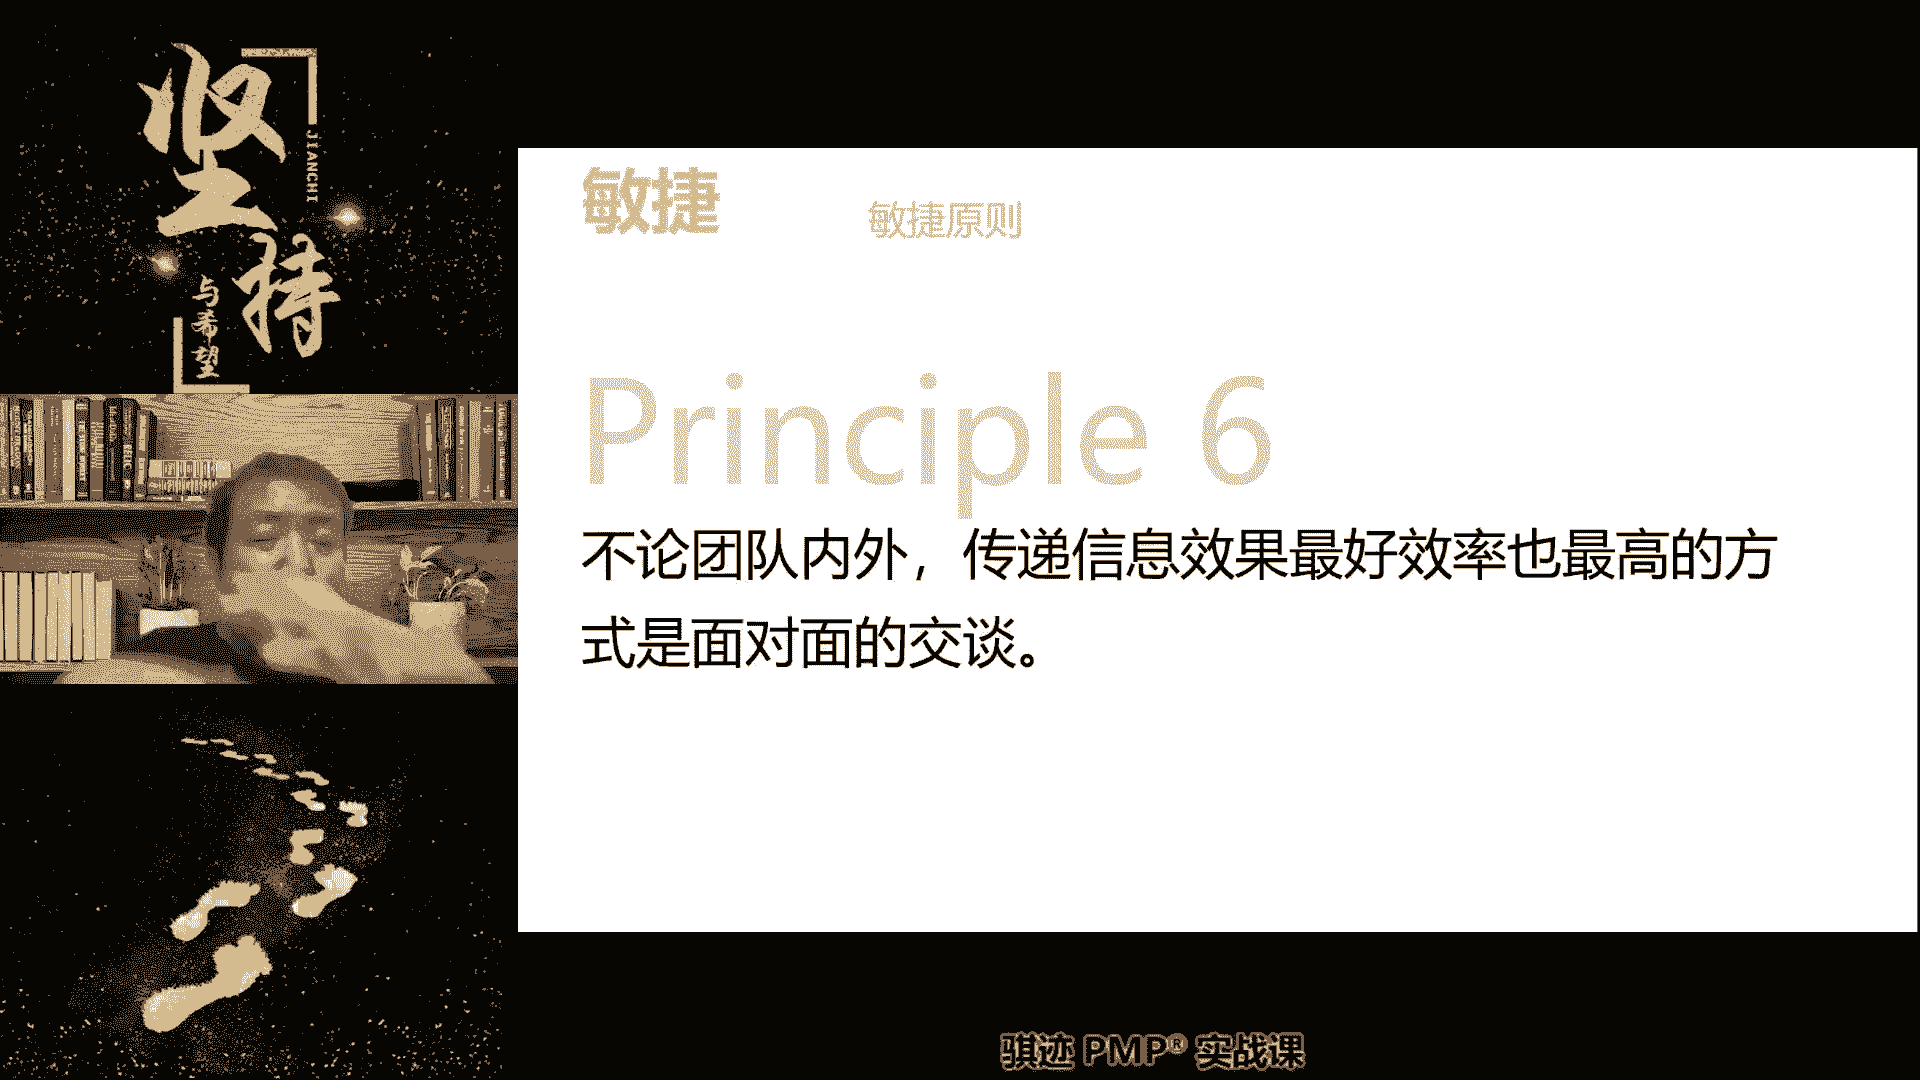 坚持
JIANCHI
与希望
敏捷
敏捷原则
Principle 6
不论团队内外，传递信息效果最好效率也最高的方
式是面对面的交谈。
骐迹 PMP® 实战课